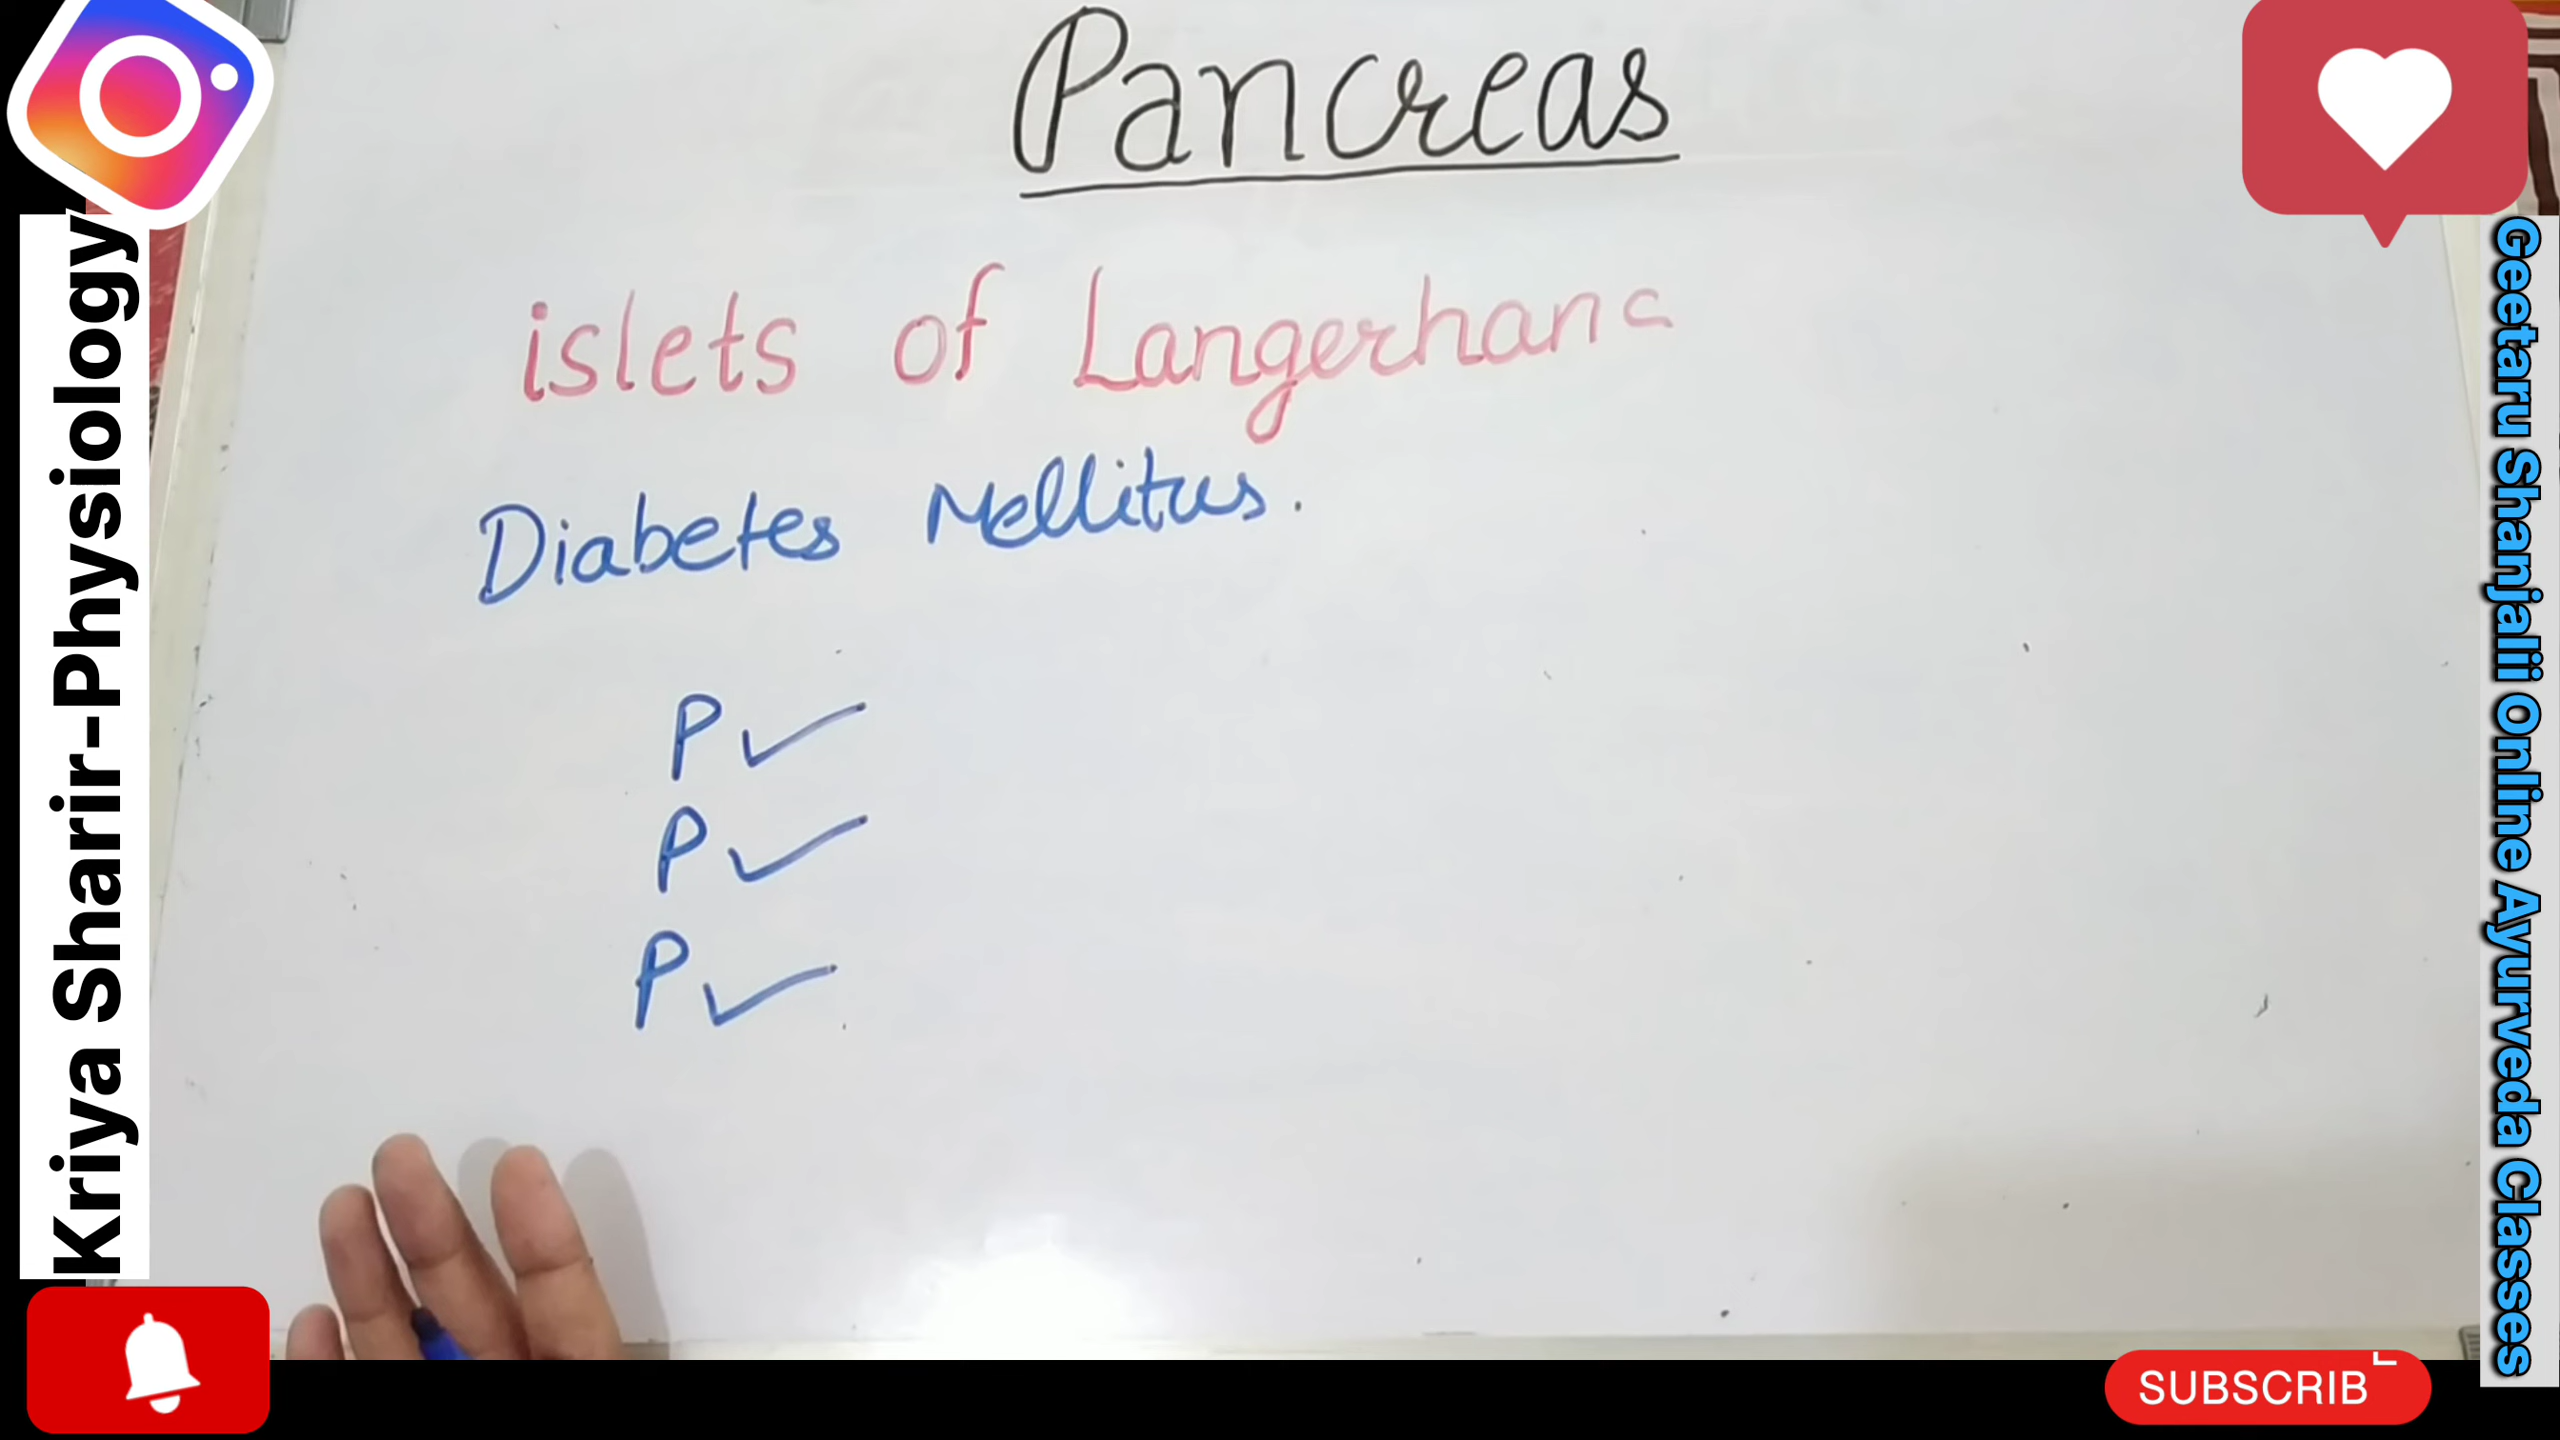 Pancreas
islets of Langerhans
Diabetes Mellitus.
P ✓
P ✓
P ✓
Kriya Sharir-Physiology
Geetaru Shanjalii Online Ayurveda Classes
SUBSCRIB